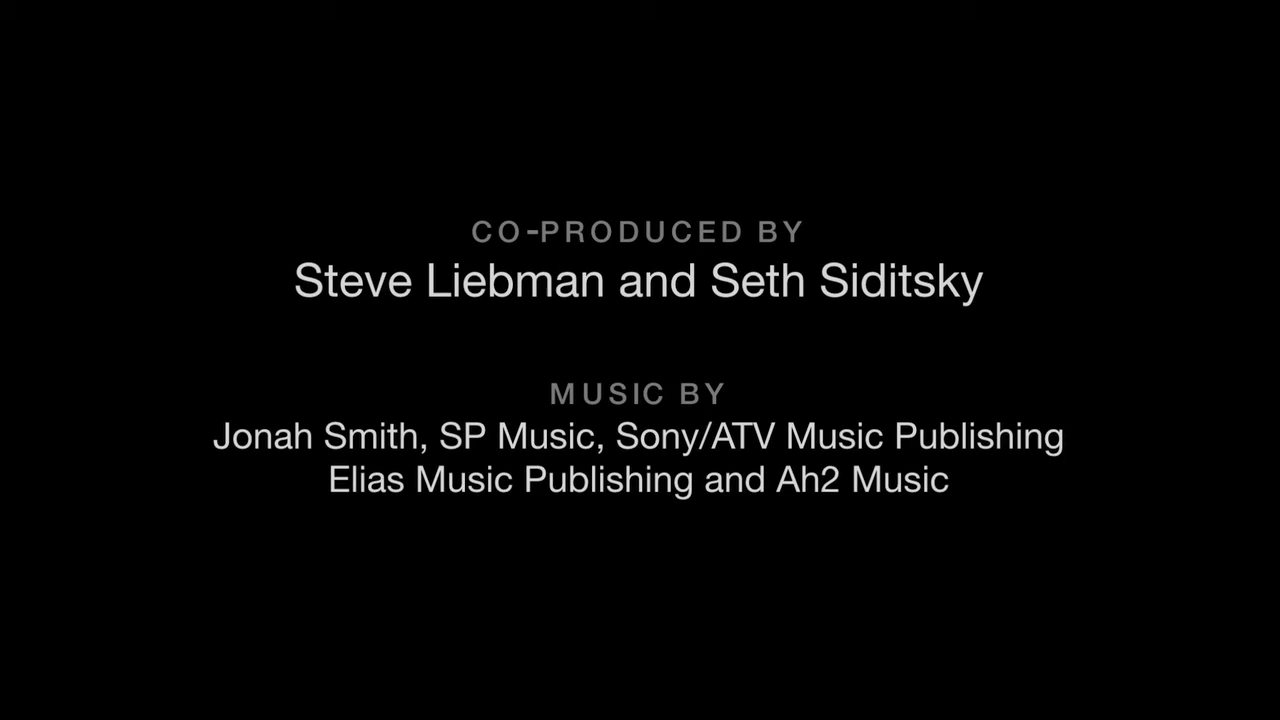 CO-PRODUCED BY
Steve Liebman and Seth Siditsky
MUSIC BY
Jonah Smith, SP Music, Sony/ATV Music Publishing
Elias Music Publishing and Ah2 Music